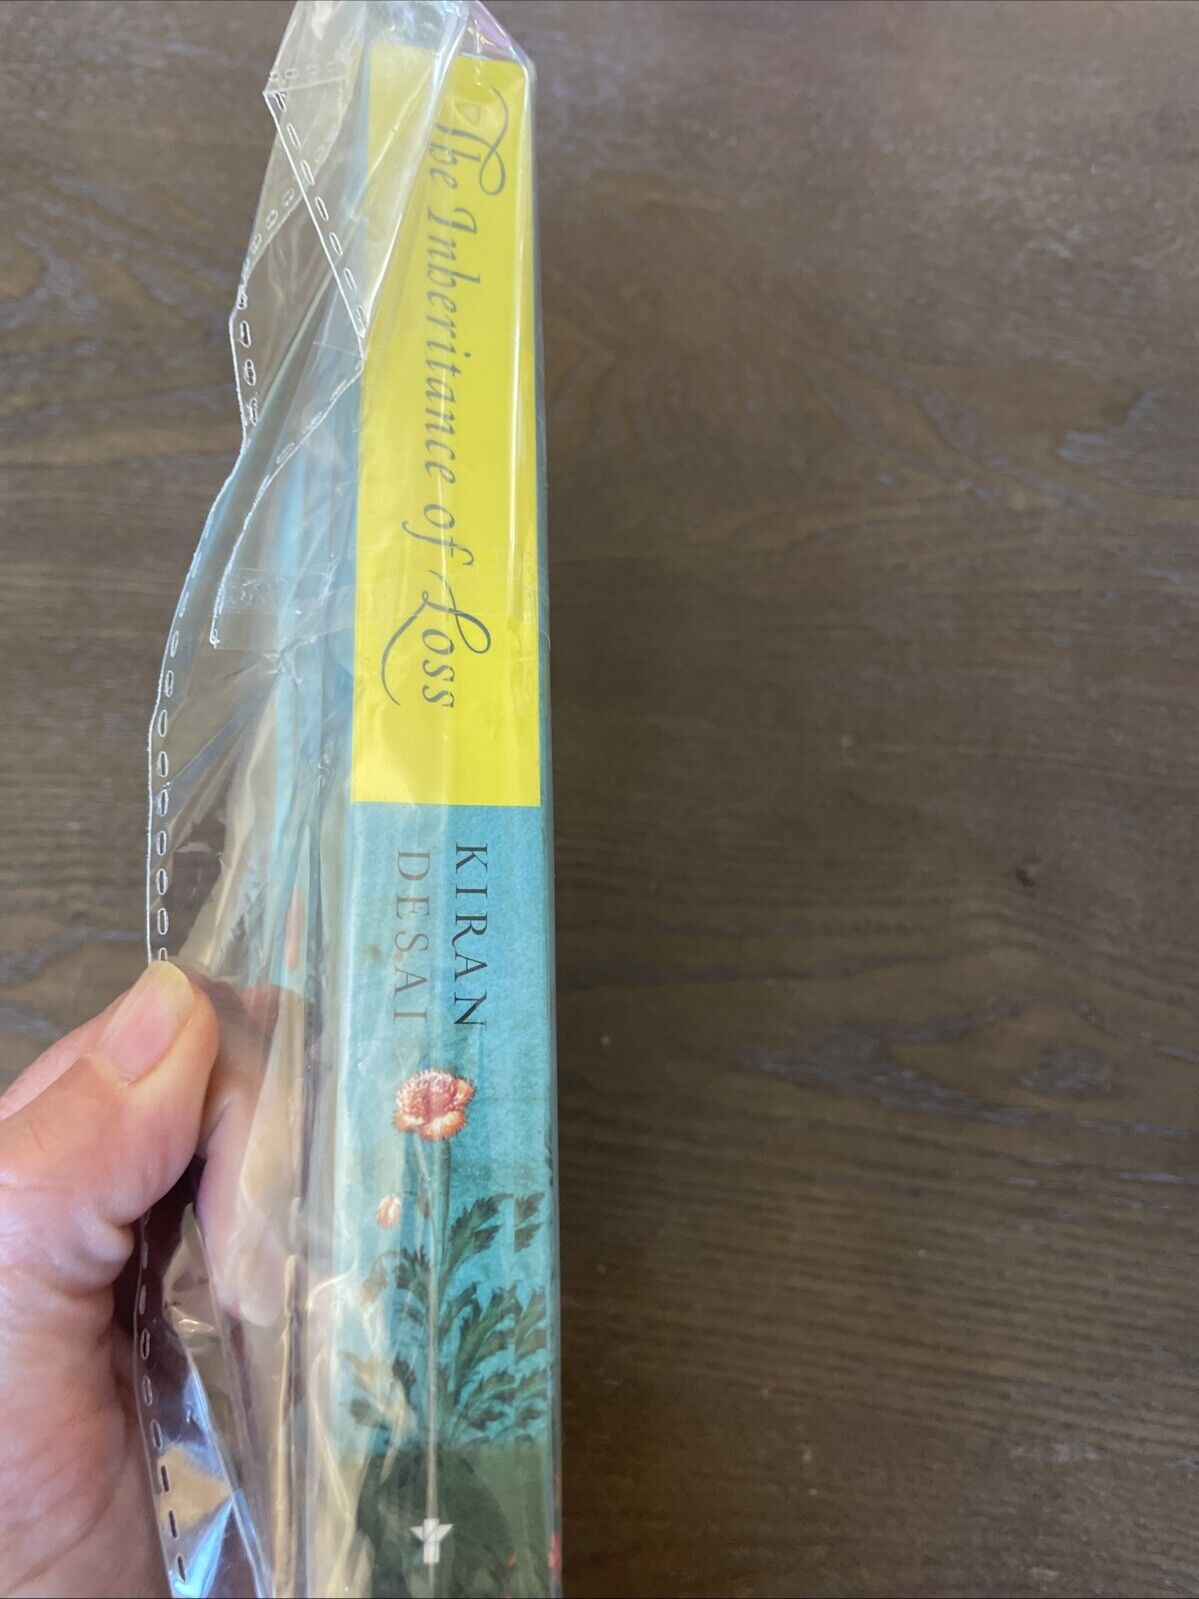 The Inheritance of Loss
KIRAN
DESAI